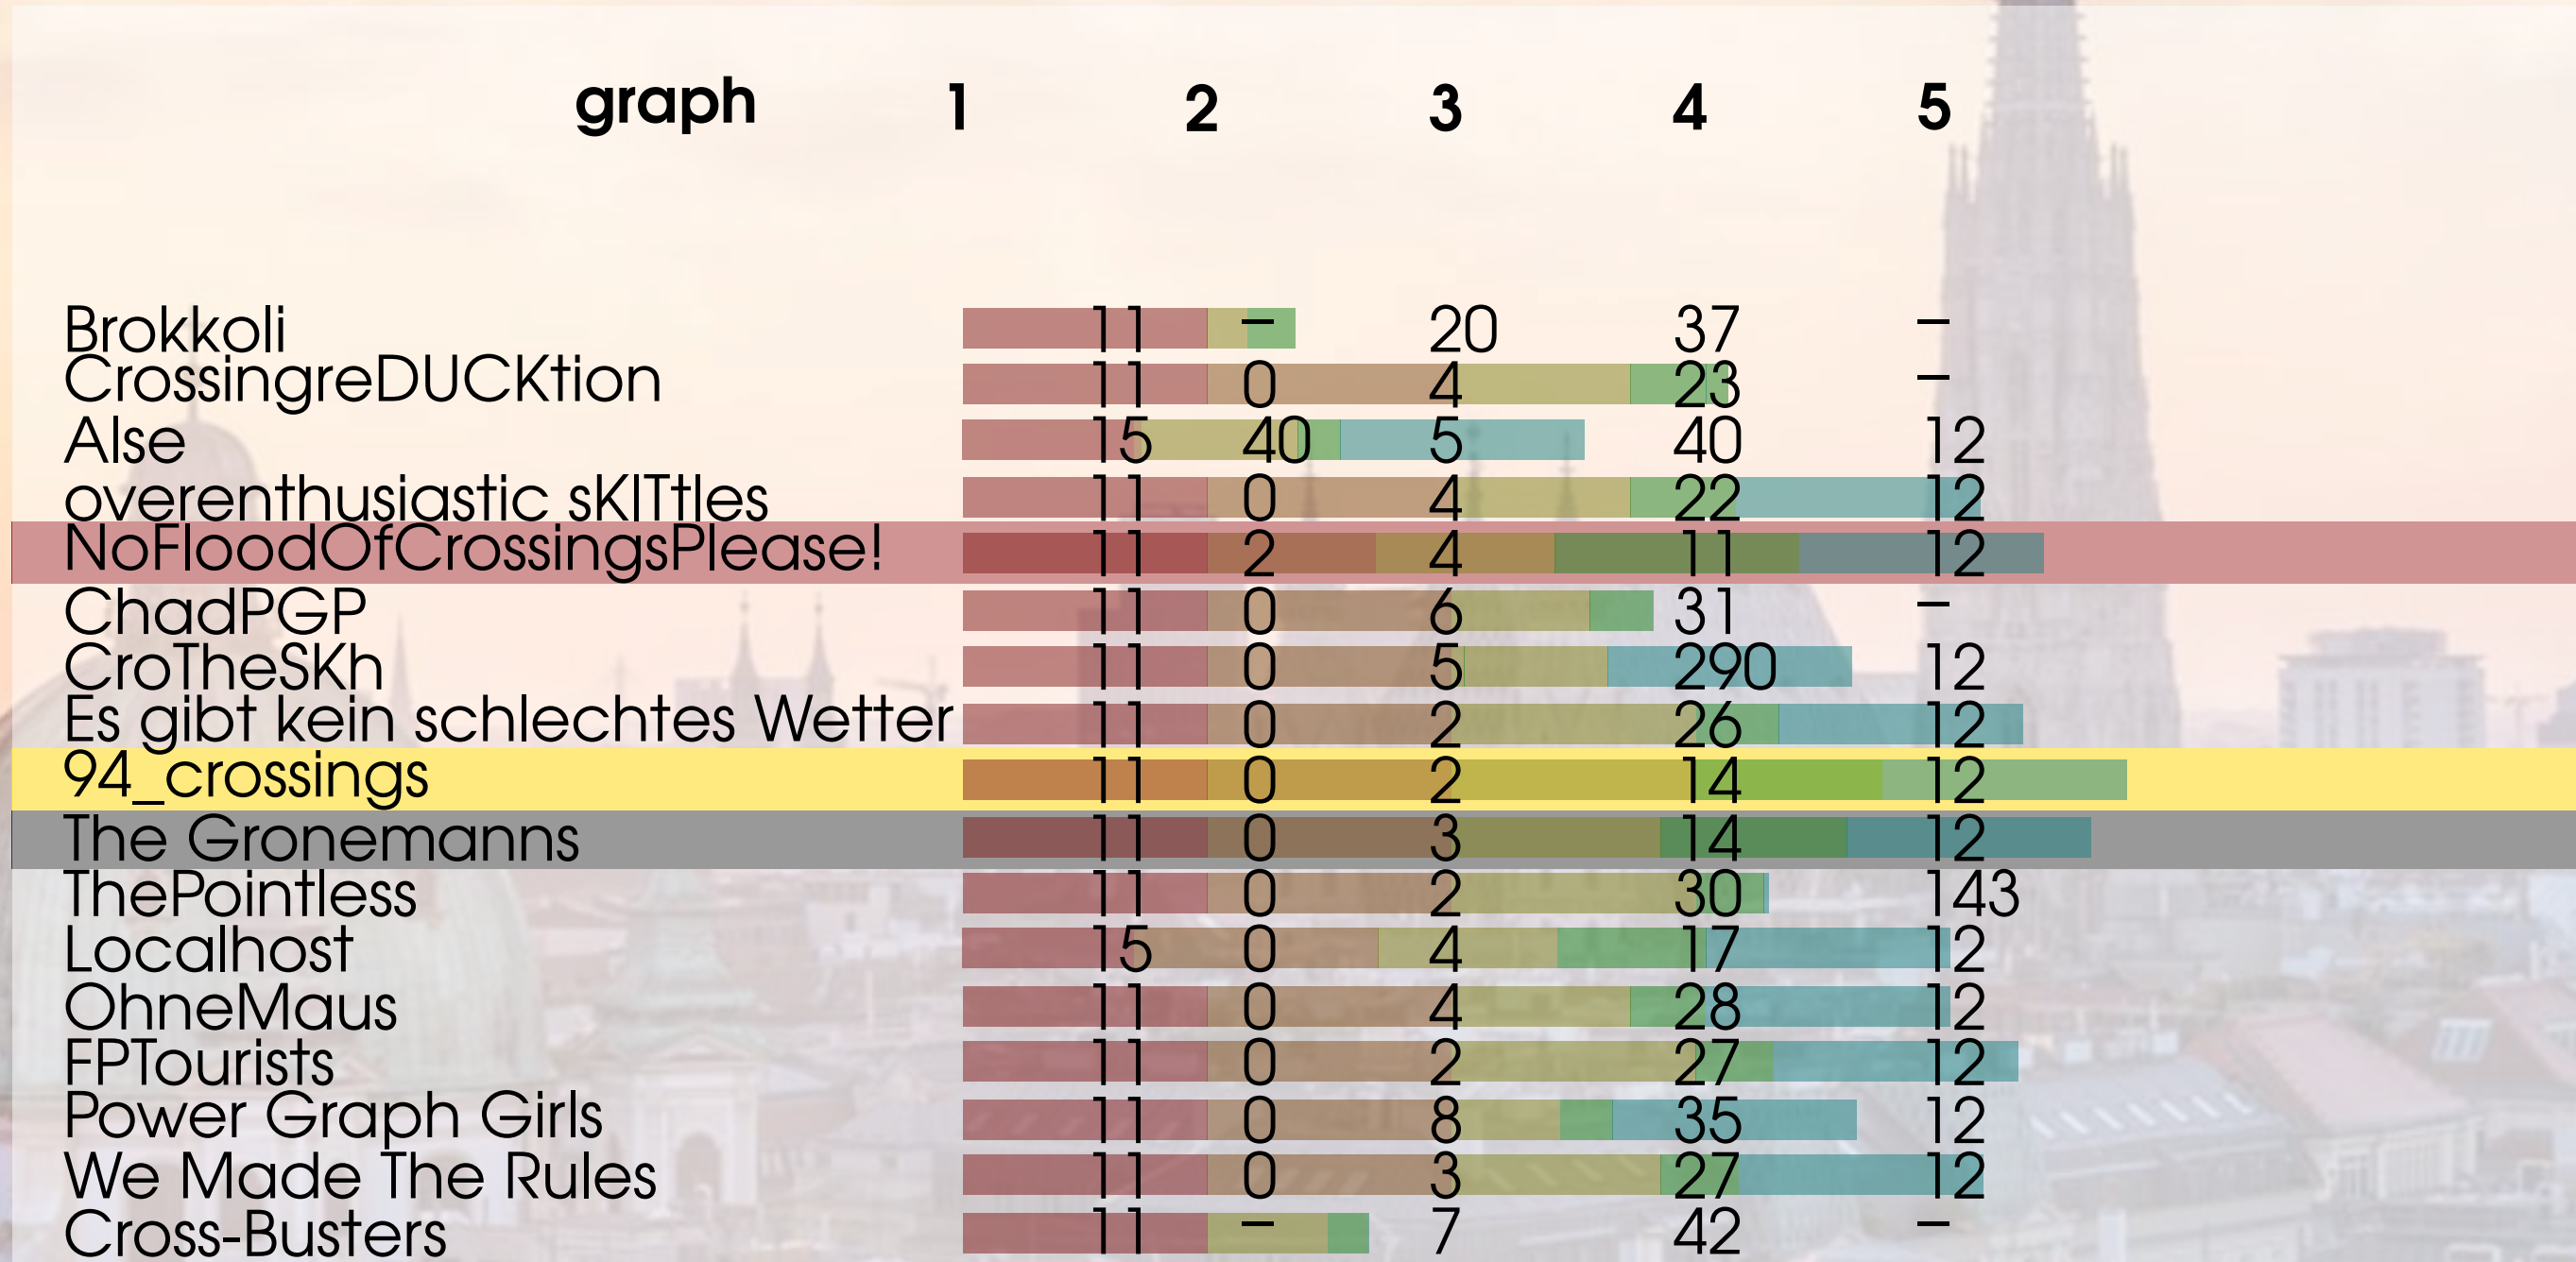 graph 1 2 3 4 5
Brokkoli 11 – 20 37 –
CrossingreDUCKtion 11 0 4 23 –
Alse 15 40 5 40 12
overenthusiastic sKITtles 11 0 4 22 12
NoFloodOfCrossingsPlease! 11 2 4 11 12
ChadPGP 11 0 6 31 –
CroTheSKh 11 0 5 290 12
Es gibt kein schlechtes Wetter 11 0 2 26 12
94_crossings 11 0 2 14 12
The Gronemanns 11 0 3 14 12
ThePointless 11 0 2 30 143
Localhost 15 0 4 17 12
OhneMaus 11 0 4 28 12
FPTourists 11 0 2 27 12
Power Graph Girls 11 0 8 35 12
We Made The Rules 11 0 3 27 12
Cross-Busters 11 – 7 42 –